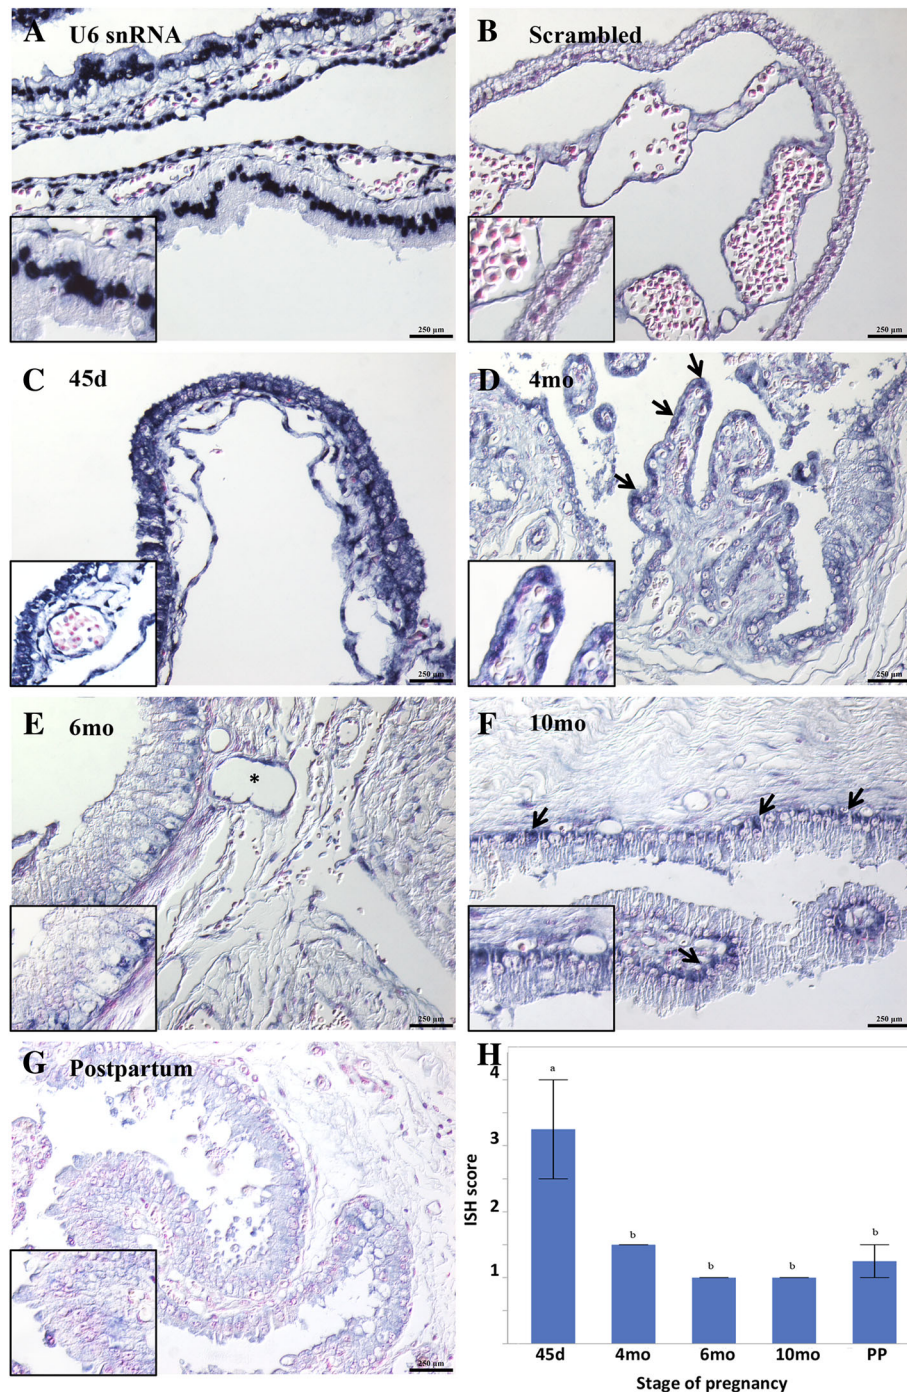 A U6 snRNA
250 µm
B Scrambled
250 µm
C 45d
250 µm
D 4mo
250 µm
E 6mo
*
250 µm
F 10mo
250 µm
G Postpartum
250 µm
H
4
3
2
1
ISH score
a
b
b
b
b
45d 4mo 6mo 10mo PP
Stage of pregnancy